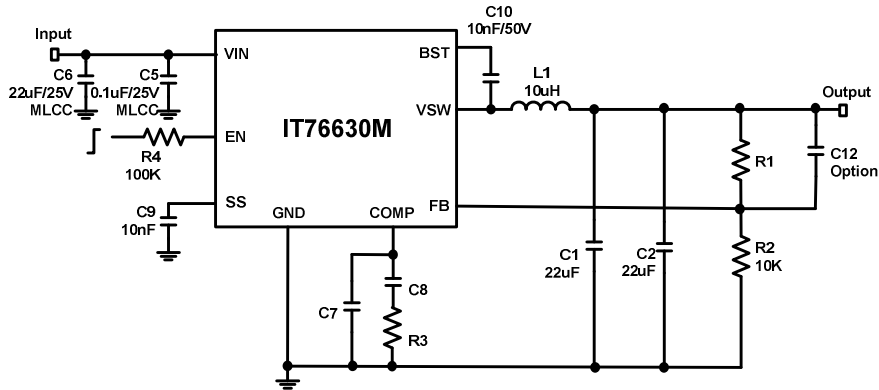 Input
C10
10nF/50V
VIN
BST
C6
22uF/25V
MLCC
C5
0.1uF/25V
MLCC
L1
10uH
Output
VSW
IT76630M
EN
R4
100K
R1
C12
Option
SS
GND
COMP
FB
C9
10nF
C1
22uF
C2
22uF
R2
10K
C7
C8
R3